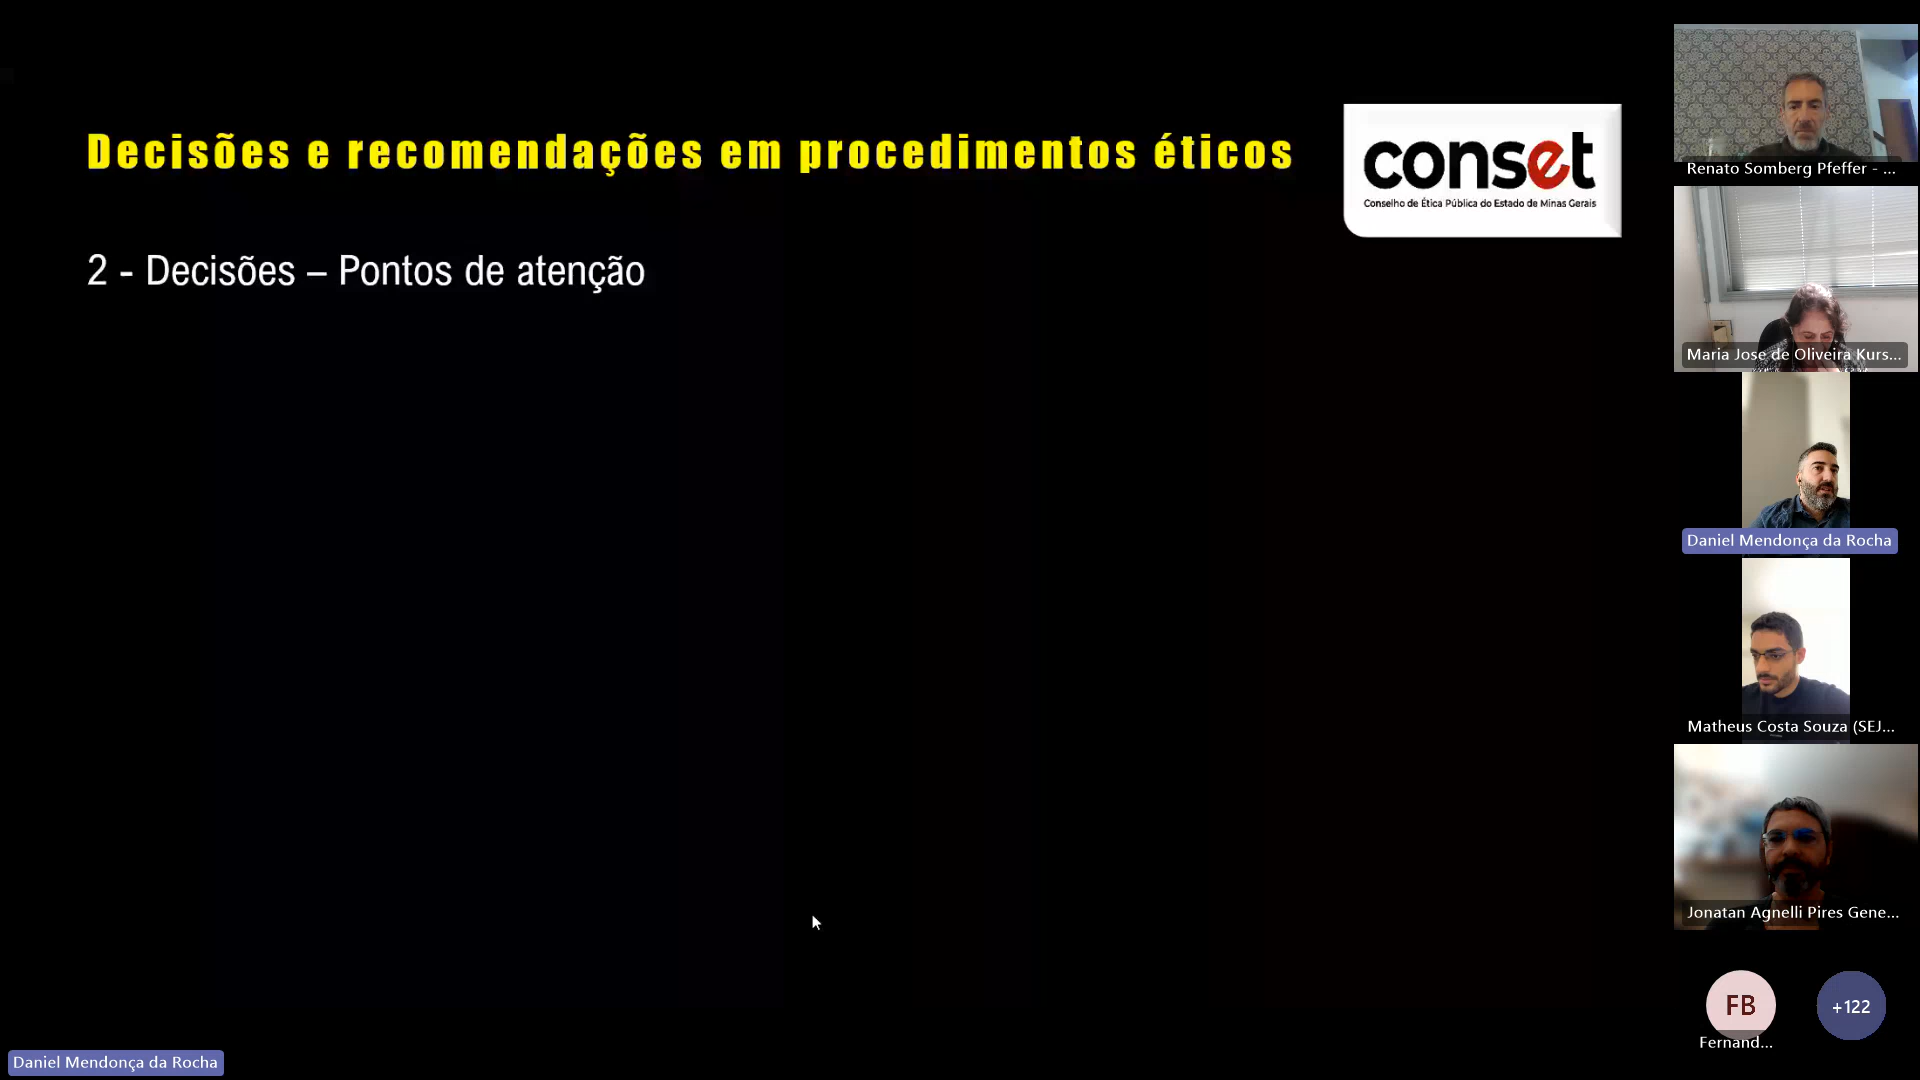 Decisões e recomendações em procedimentos éticos
conset
Conselho de Ética Pública do Estado de Minas Gerais
2 - Decisões – Pontos de atenção
Renato Somberg Pfeffer - ...
Maria Jose de Oliveira Kurs...
Daniel Mendonça da Rocha
Matheus Costa Souza (SEJ...
Jonatan Agnelli Pires Gene...
FB
+122
Fernand...
Daniel Mendonça da Rocha